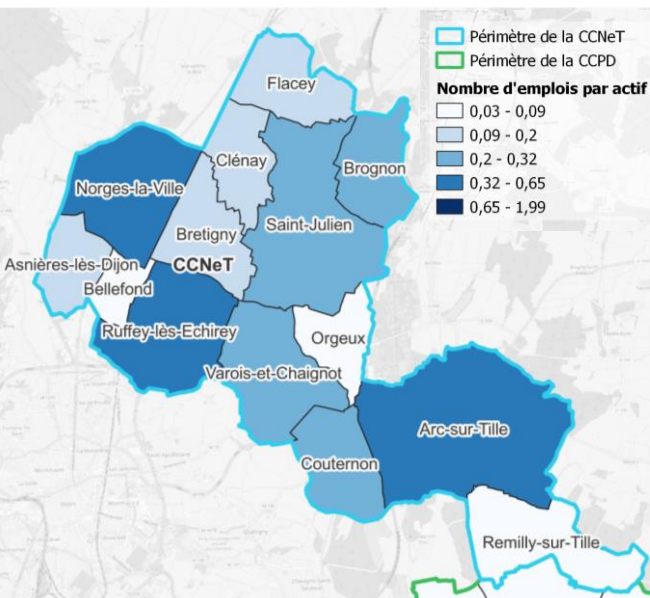 Périmètre de la CCNeT
Périmètre de la CCPD
Nombre d'emplois par actif
0,03 - 0,09
0,09 - 0,2
0,2 - 0,32
0,32 - 0,65
0,65 - 1,99
Flacey
Clénay
Brognon
Norges-la-Ville
Saint-Julien
Bretigny
Asnières-lès-Dijon
CCNeT
Bellefond
Ruffey-lès-Echirey
Orgeux
Varois-et-Chaignot
Arc-sur-Tille
Couternon
Remilly-sur-Tille